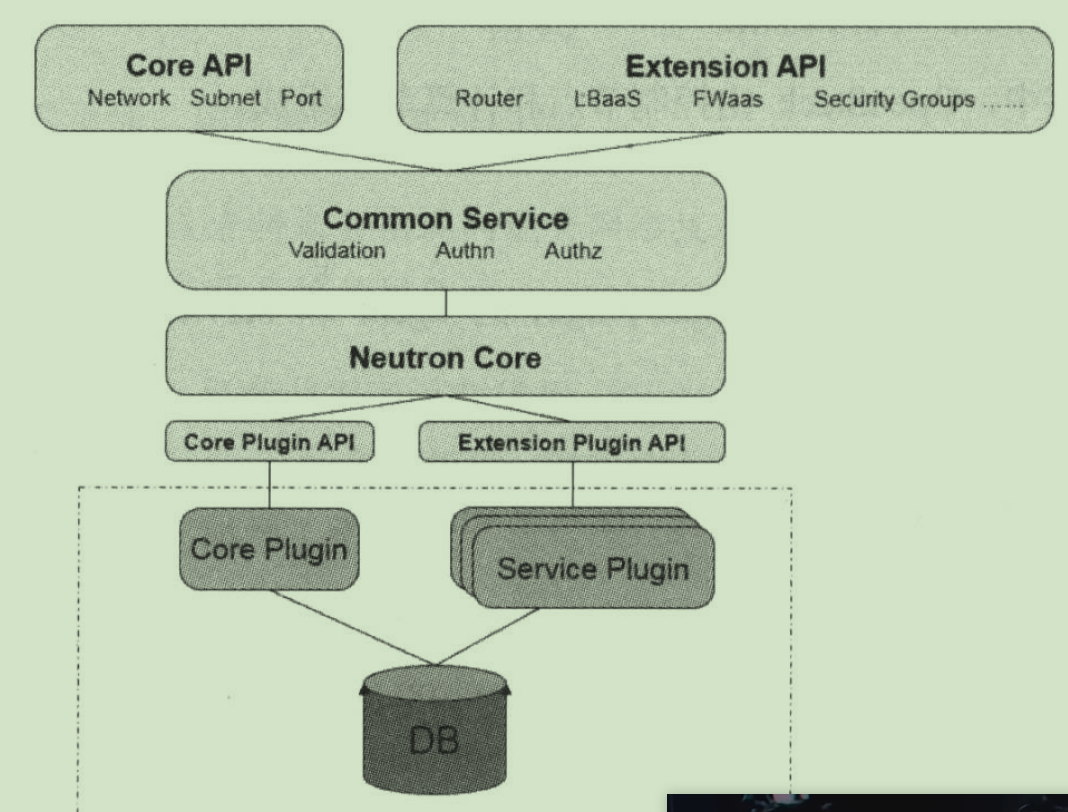 Core API
Network Subnet Port
Extension API
Router LBaaS FWaas Security Groups ......
Common Service
Validation Authn Authz
Neutron Core
Core Plugin API
Extension Plugin API
Core Plugin
Service Plugin
DB